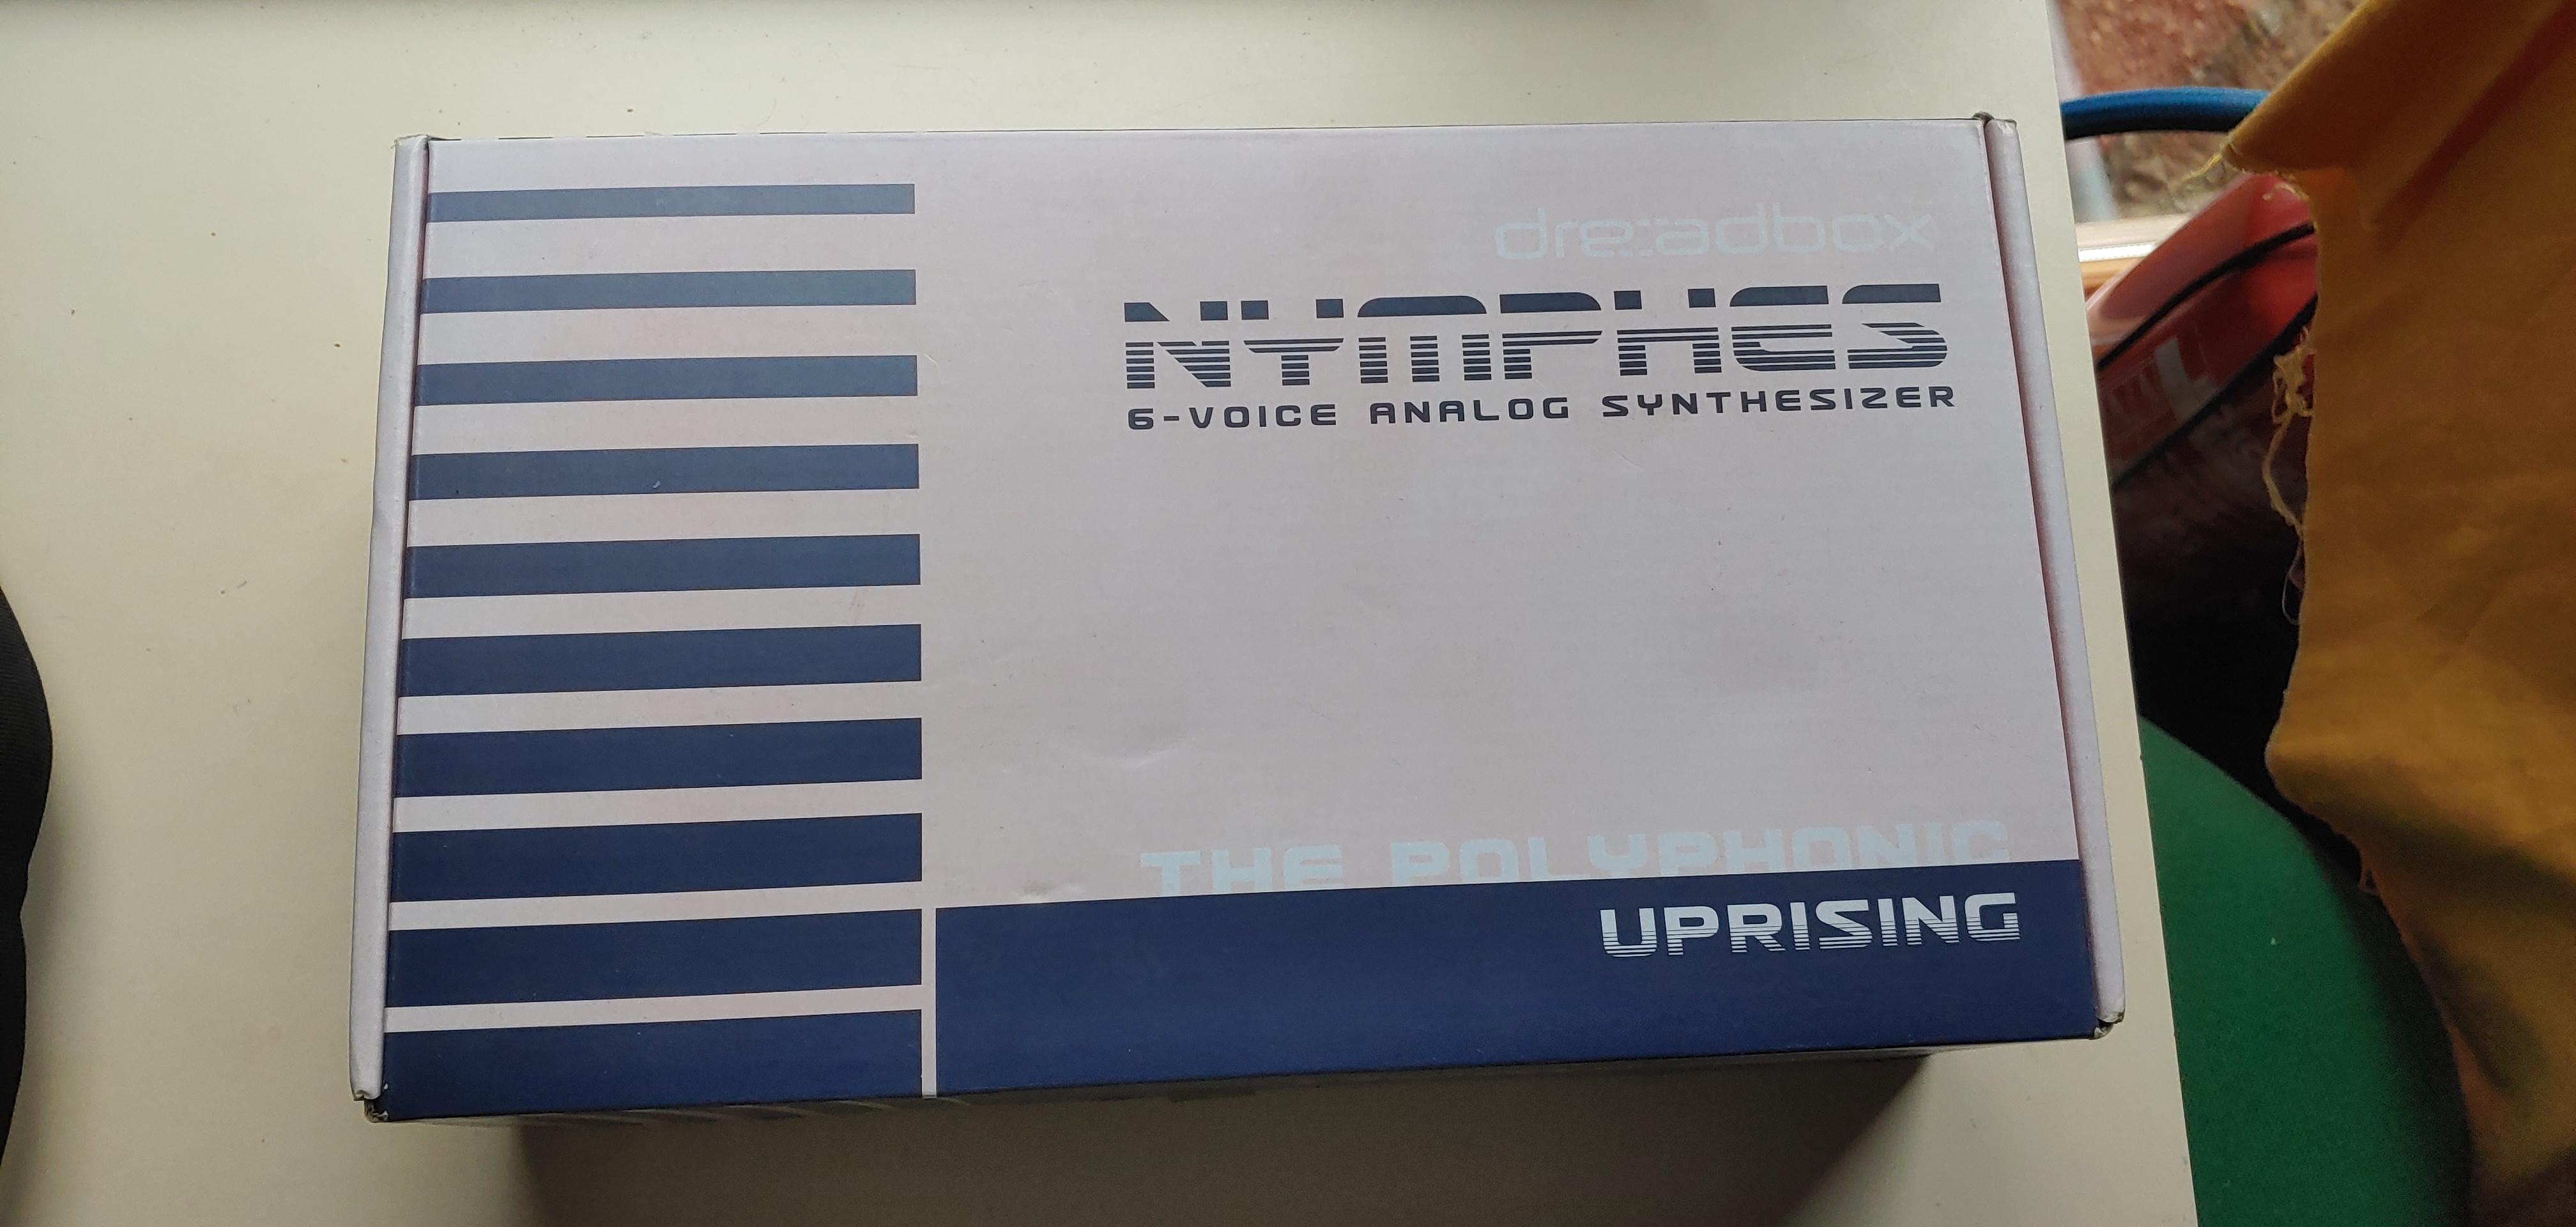 dre:adbox
NYMPHES
6-VOICE ANALOG SYNTHESIZER
THE POLYPHONIC
UPRISING